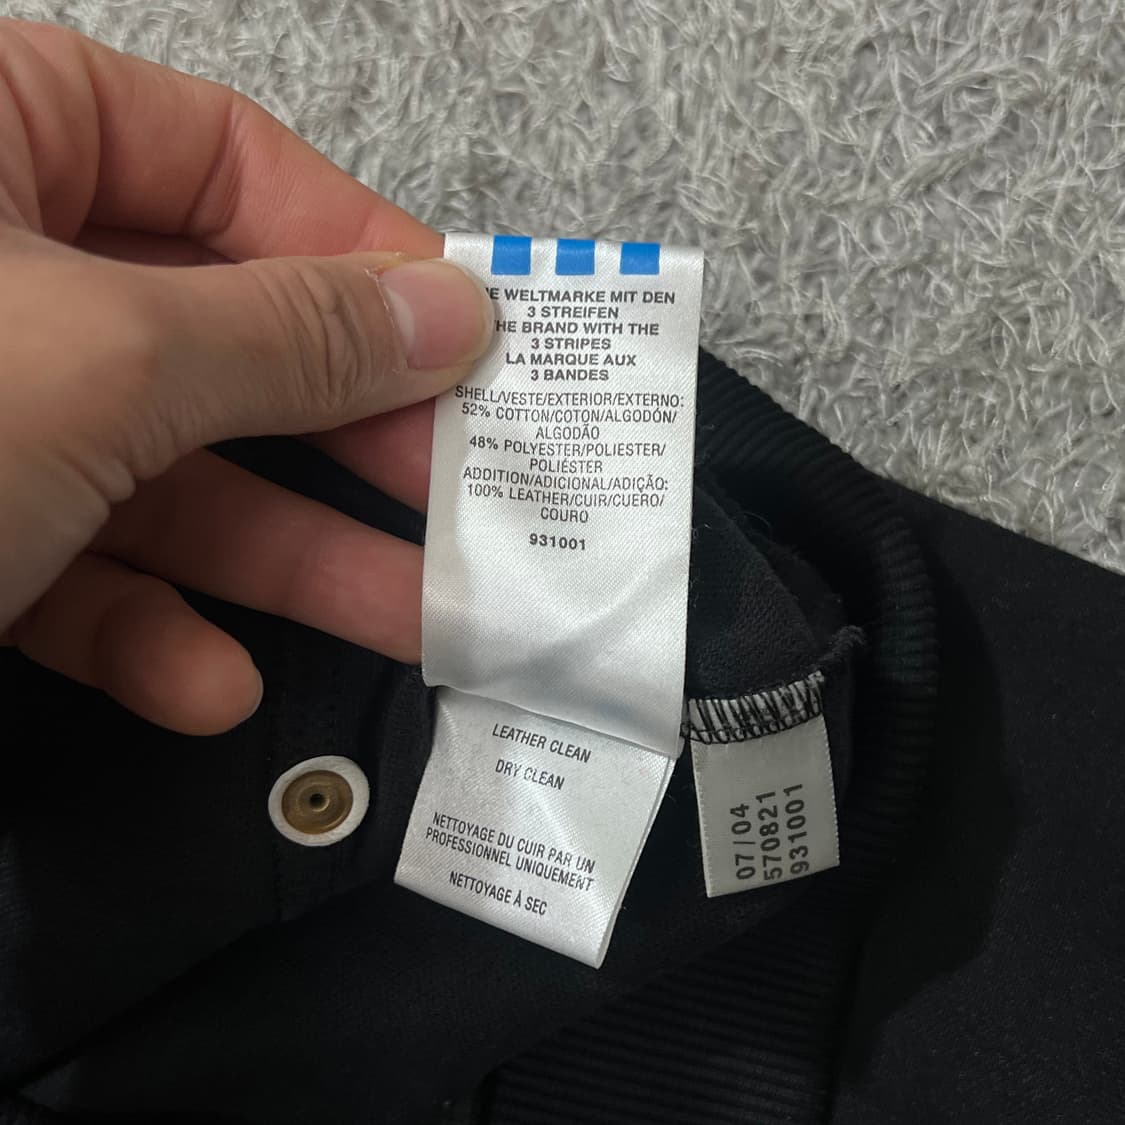 WELTMARKE MIT DEN
3 STREIFEN
THE BRAND WITH THE
3 STRIPES
LA MARQUE AUX
3 BANDES
SHELL/VESTE/EXTERIOR/EXTERNO:
52% COTTON/COTON/ALGODÓN/
ALGODÃO
48% POLYESTER/POLIESTER/
POLIÉSTER
ADDITION/ADICIONAL/ADIÇÃO:
100% LEATHER/CUIR/CUERO/
COURO
931001
LEATHER CLEAN
DRY CLEAN
NETTOYAGE DU CUIR PAR UN
PROFESSIONNEL UNIQUEMENT
NETTOYAGE À SEC
07/04
570821
931001